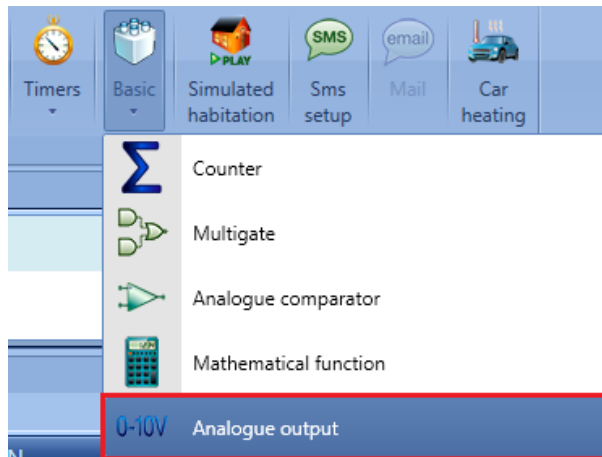 SMS
email
PLAY
Timers
Basic
Simulated
habitation
Sms
setup
Mail
Car
heating
Counter
Multigate
Analogue comparator
Mathematical function
0-10V
Analogue output